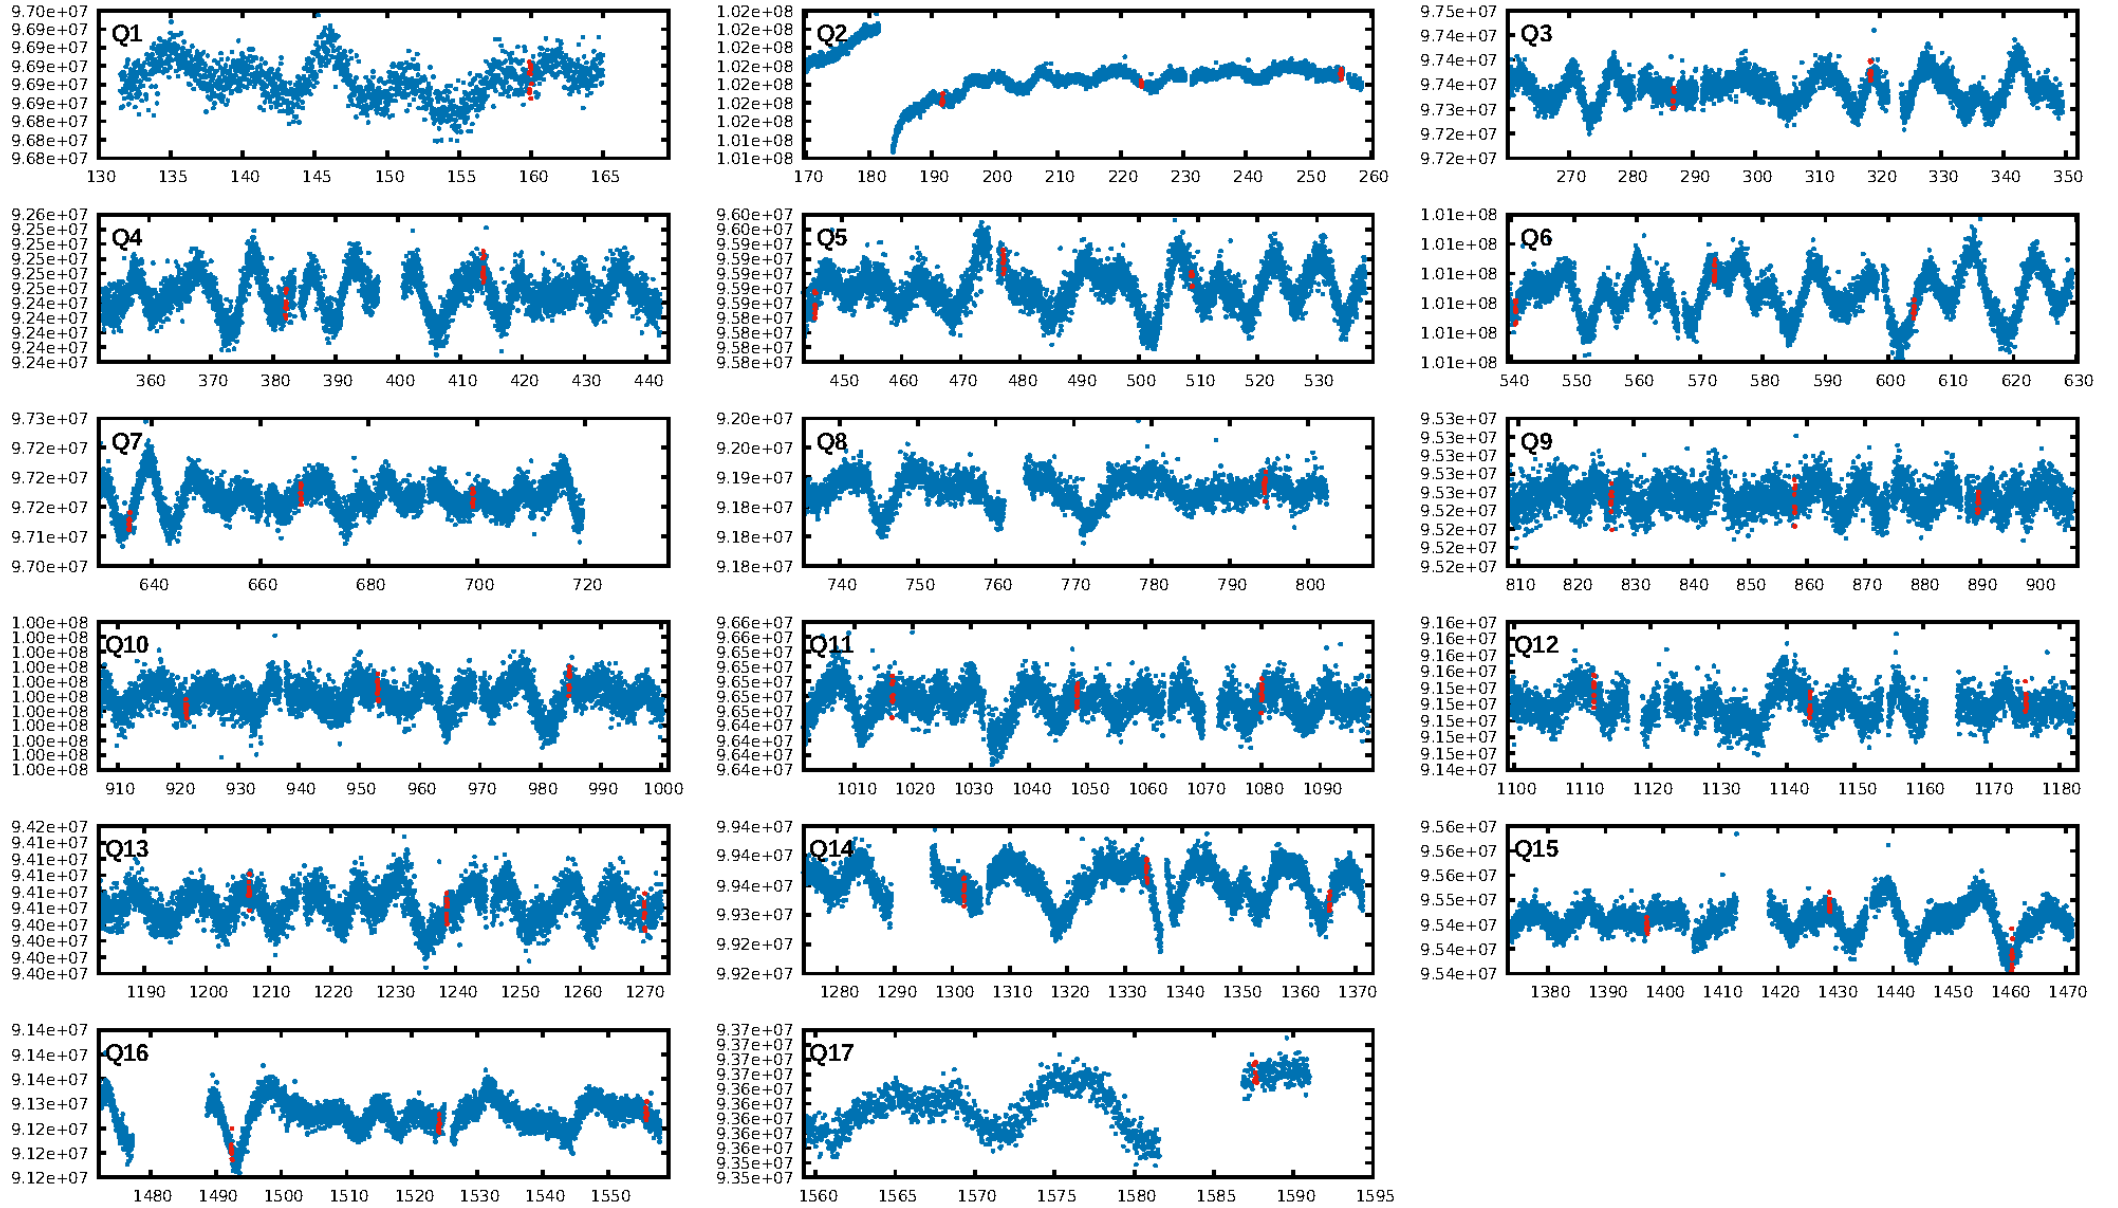 9.70e+07 9.69e+07 9.69e+07 9.69e+07 9.69e+07 9.69e+07 9.68e+07 9.68e+07 9.68e+07
Q1
130 135 140 145 150 155 160 165
1.02e+08 1.02e+08 1.02e+08 1.02e+08 1.02e+08 1.02e+08 1.02e+08 1.01e+08 1.01e+08
Q2
170 180 190 200 210 220 230 240 250 260
9.75e+07 9.74e+07 9.74e+07 9.74e+07 9.73e+07 9.72e+07 9.72e+07
Q3
270 280 290 300 310 320 330 340 350
9.26e+07 9.25e+07 9.25e+07 9.25e+07 9.25e+07 9.25e+07 9.24e+07 9.24e+07 9.24e+07 9.24e+07 9.24e+07
Q4
360 370 380 390 400 410 420 430 440
9.60e+07 9.60e+07 9.59e+07 9.59e+07 9.59e+07 9.59e+07 9.59e+07 9.58e+07 9.58e+07 9.58e+07 9.58e+07
Q5
450 460 470 480 490 500 510 520 530
1.01e+08 1.01e+08 1.01e+08 1.01e+08 1.01e+08 1.01e+08
Q6
540 550 560 570 580 590 600 610 620 630
9.73e+07 9.72e+07 9.72e+07 9.72e+07 9.71e+07 9.70e+07
Q7
640 660 680 700 720
9.20e+07 9.20e+07 9.19e+07 9.18e+07 9.18e+07 9.18e+07
Q8
740 750 760 770 780 790 800
9.53e+07 9.53e+07 9.53e+07 9.53e+07 9.53e+07 9.52e+07 9.52e+07 9.52e+07 9.52e+07
Q9
810 820 830 840 850 860 870 880 890 900
1.00e+08 1.00e+08 1.00e+08 1.00e+08 1.00e+08 1.00e+08 1.00e+08 1.00e+08 1.00e+08 1.00e+08 1.00e+08
Q10
910 920 930 940 950 960 970 980 990 1000
9.66e+07 9.66e+07 9.65e+07 9.65e+07 9.65e+07 9.65e+07 9.65e+07 9.64e+07 9.64e+07 9.64e+07 9.64e+07
Q11
1010 1020 1030 1040 1050 1060 1070 1080 1090
9.16e+07 9.16e+07 9.16e+07 9.16e+07 9.15e+07 9.15e+07 9.15e+07 9.15e+07 9.14e+07
Q12
1100 1110 1120 1130 1140 1150 1160 1170 1180
9.42e+07 9.41e+07 9.41e+07 9.41e+07 9.41e+07 9.41e+07 9.40e+07 9.40e+07 9.40e+07 9.40e+07
Q13
1190 1200 1210 1220 1230 1240 1250 1260 1270
9.94e+07 9.94e+07 9.94e+07 9.93e+07 9.92e+07 9.92e+07
Q14
1280 1290 1300 1310 1320 1330 1340 1350 1360 1370
9.56e+07 9.56e+07 9.56e+07 9.55e+07 9.54e+07 9.54e+07 9.54e+07
Q15
1380 1390 1400 1410 1420 1430 1440 1450 1460 1470
9.14e+07 9.14e+07 9.14e+07 9.13e+07 9.12e+07 9.12e+07 9.12e+07
Q16
1480 1490 1500 1510 1520 1530 1540 1550
9.37e+07 9.37e+07 9.37e+07 9.37e+07 9.36e+07 9.36e+07 9.36e+07 9.36e+07 9.36e+07 9.35e+07 9.35e+07
Q17
1560 1565 1570 1575 1580 1585 1590 1595